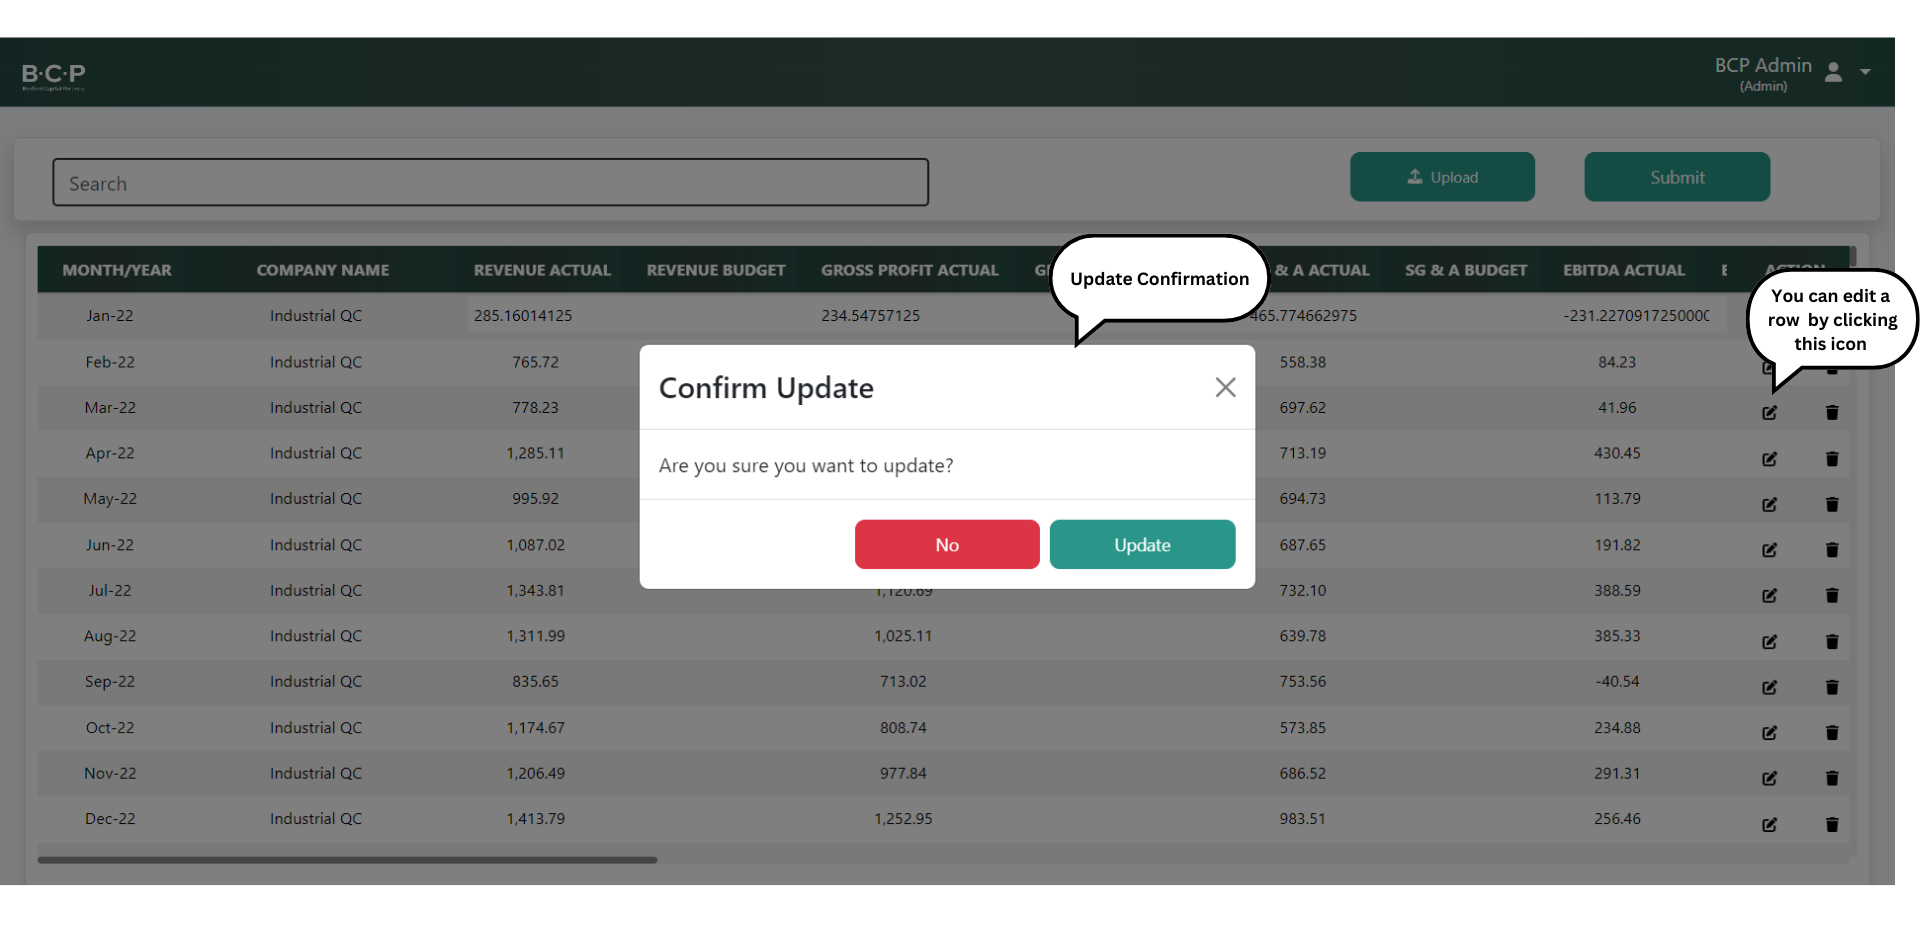 B·C·P
BCP Admin
(Admin)
Search
Upload
Submit
MONTH/YEAR COMPANY NAME REVENUE ACTUAL REVENUE BUDGET GROSS PROFIT ACTUAL & A ACTUAL SG & A BUDGET EBITDA ACTUAL
Update Confirmation
You can edit a
row by clicking
this icon
Jan-22 Industrial QC 285.16014125 234.54757125 465.774662975 -231.2270917250000
Feb-22 Industrial QC 765.72 558.38 84.23
Mar-22 Industrial QC 778.23 697.62 41.96
Apr-22 Industrial QC 1,285.11 713.19 430.45
May-22 Industrial QC 995.92 694.73 113.79
Jun-22 Industrial QC 1,087.02 687.65 191.82
Jul-22 Industrial QC 1,343.81 1,120.69 732.10 388.59
Aug-22 Industrial QC 1,311.99 1,025.11 639.78 385.33
Sep-22 Industrial QC 835.65 713.02 753.56 -40.54
Oct-22 Industrial QC 1,174.67 808.74 573.85 234.88
Nov-22 Industrial QC 1,206.49 977.84 686.52 291.31
Dec-22 Industrial QC 1,413.79 1,252.95 983.51 256.46
Confirm Update
Are you sure you want to update?
No Update